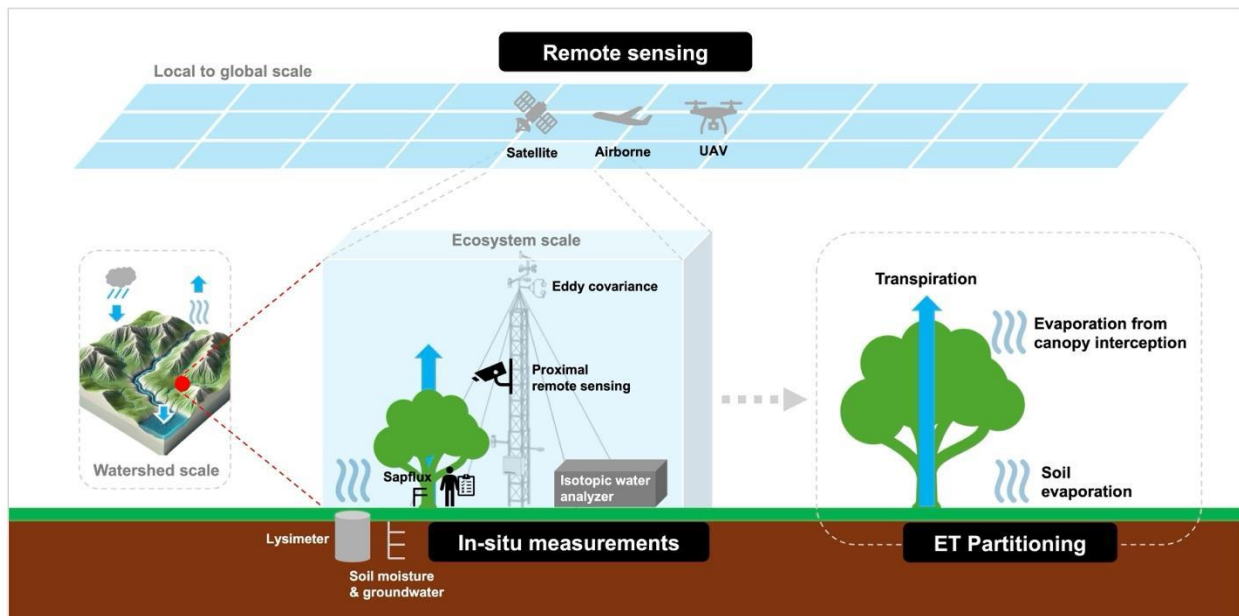 Remote sensing
Local to global scale
Satellite
Airborne
UAV
Ecosystem scale
Eddy covariance
Proximal
remote sensing
Sapflux
Isotopic water
analyzer
Watershed scale
Transpiration
Evaporation from
canopy interception
Soil
evaporation
Lysimeter
In-situ measurements
ET Partitioning
Soil moisture
& groundwater